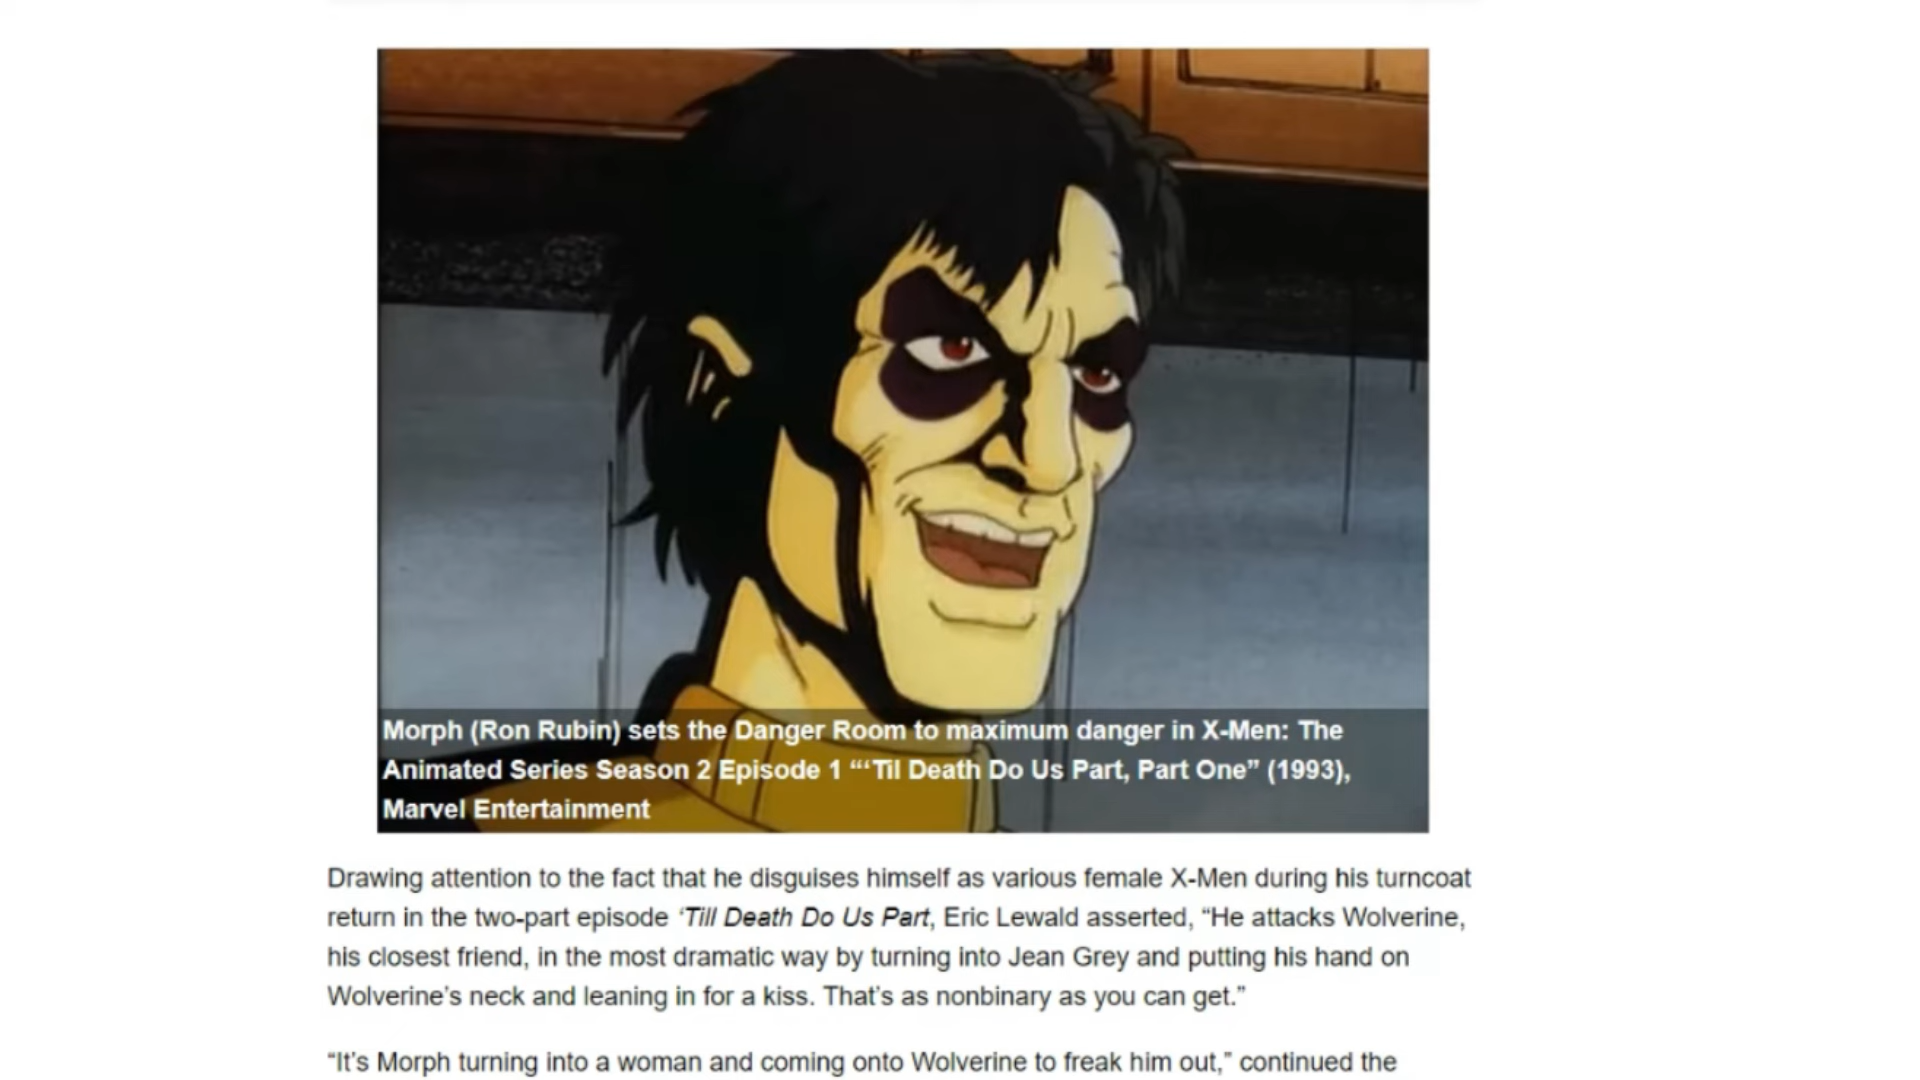 Morph (Ron Rubin) sets the Danger Room to maximum danger in X-Men: The
Animated Series Season 2 Episode 1 “‘Til Death Do Us Part, Part One” (1993),
Marvel Entertainment
Drawing attention to the fact that he disguises himself as various female X-Men during his turncoat
return in the two-part episode ‘Till Death Do Us Part, Eric Lewald asserted, “He attacks Wolverine,
his closest friend, in the most dramatic way by turning into Jean Grey and putting his hand on
Wolverine’s neck and leaning in for a kiss. That’s as nonbinary as you can get.”
“It’s Morph turning into a woman and coming onto Wolverine to freak him out,” continued the